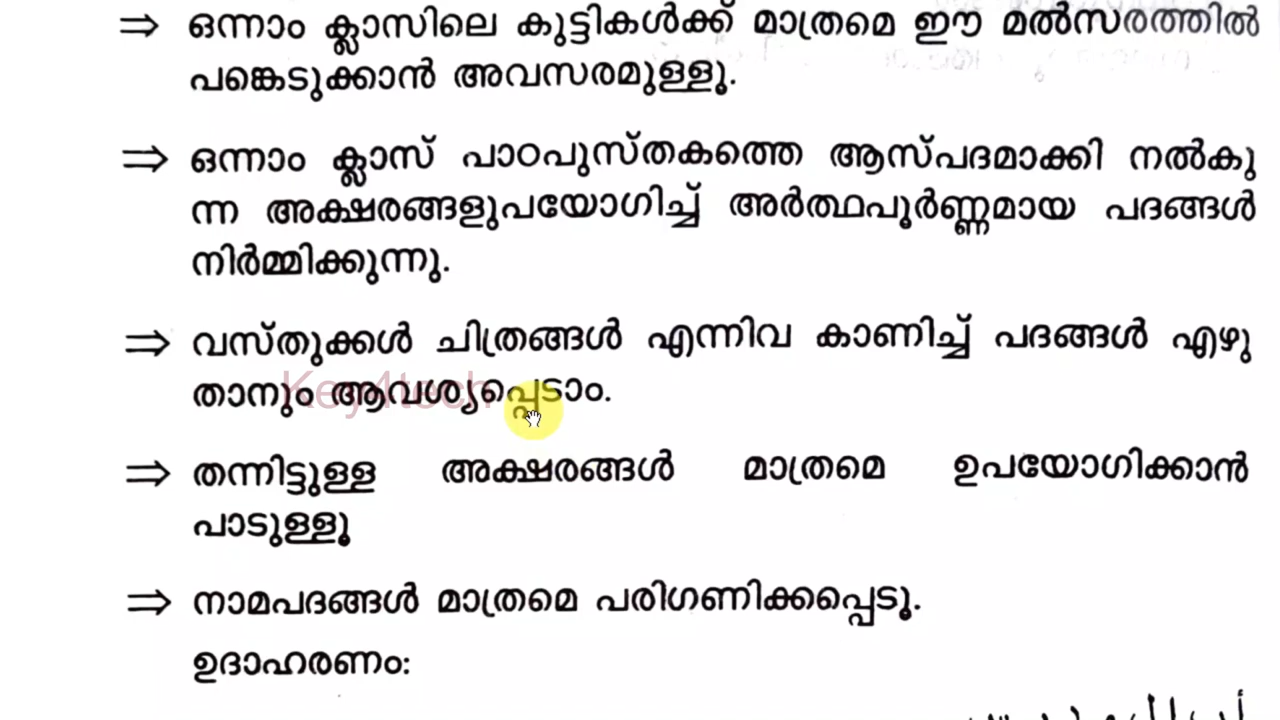 ⇒ ഒന്നാം ക്ലാസിലെ കുട്ടികൾക്ക് മാത്രമെ ഈ മൽസരത്തിൽ
പങ്കെടുക്കാൻ അവസരമുള്ളൂ.
⇒ ഒന്നാം ക്ലാസ് പാഠപുസ്തകത്തെ ആസ്പദമാക്കി നൽകു
ന്ന അക്ഷരങ്ങളുപയോഗിച്ച് അർത്ഥപൂർണ്ണമായ പദങ്ങൾ
നിർമ്മിക്കുന്നു.
⇒ വസ്തുക്കൾ ചിത്രങ്ങൾ എന്നിവ കാണിച്ച് പദങ്ങൾ എഴു
താനും ആവശ്യപ്പെടാം.
Key4tech
⇒ തന്നിട്ടുള്ള അക്ഷരങ്ങൾ മാത്രമെ ഉപയോഗിക്കാൻ
പാടുള്ളൂ
⇒ നാമപദങ്ങൾ മാത്രമെ പരിഗണിക്കപ്പെടൂ.
ഉദാഹരണം: